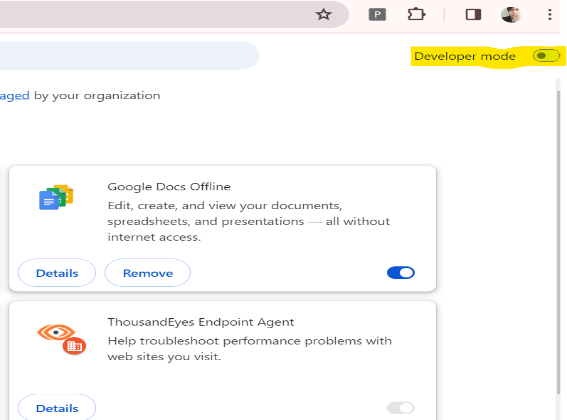 P
Developer mode
aged by your organization
Google Docs Offline
Edit, create, and view your documents,
spreadsheets, and presentations — all without
internet access.
Details
Remove
ThousandEyes Endpoint Agent
Help troubleshoot performance problems with
web sites you visit.
Details